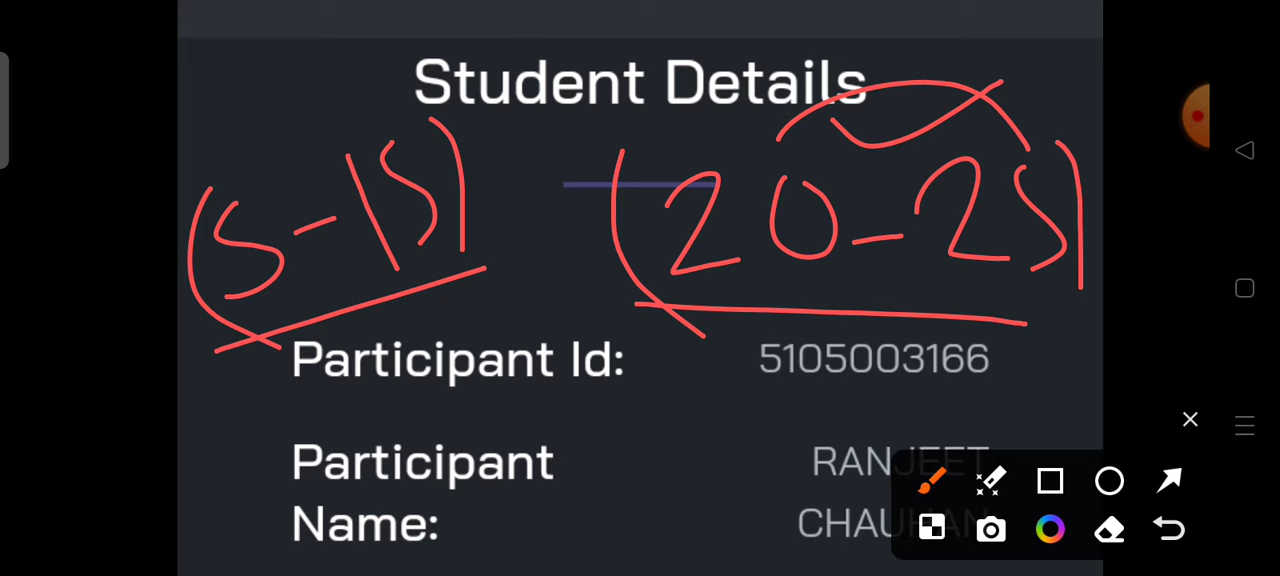 Student Details
(5-15) (20-25)
Participant Id: 5105003166
Participant RANJEET
Name: CHAUHAN